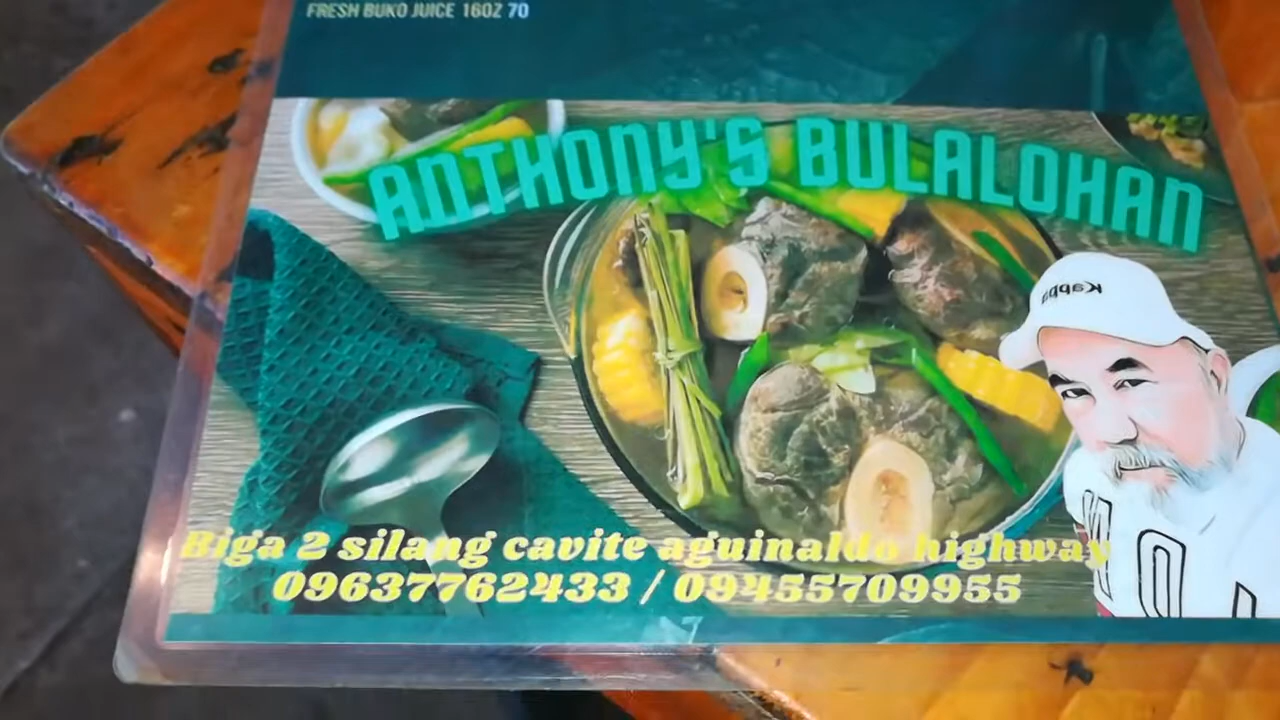 FRESH BUKO JUICE 16OZ 70
ANTHONY'S BULALOHAN
Kappa
Biga 2 silang cavite aguinaldo highway
09637762433 / 09455709955